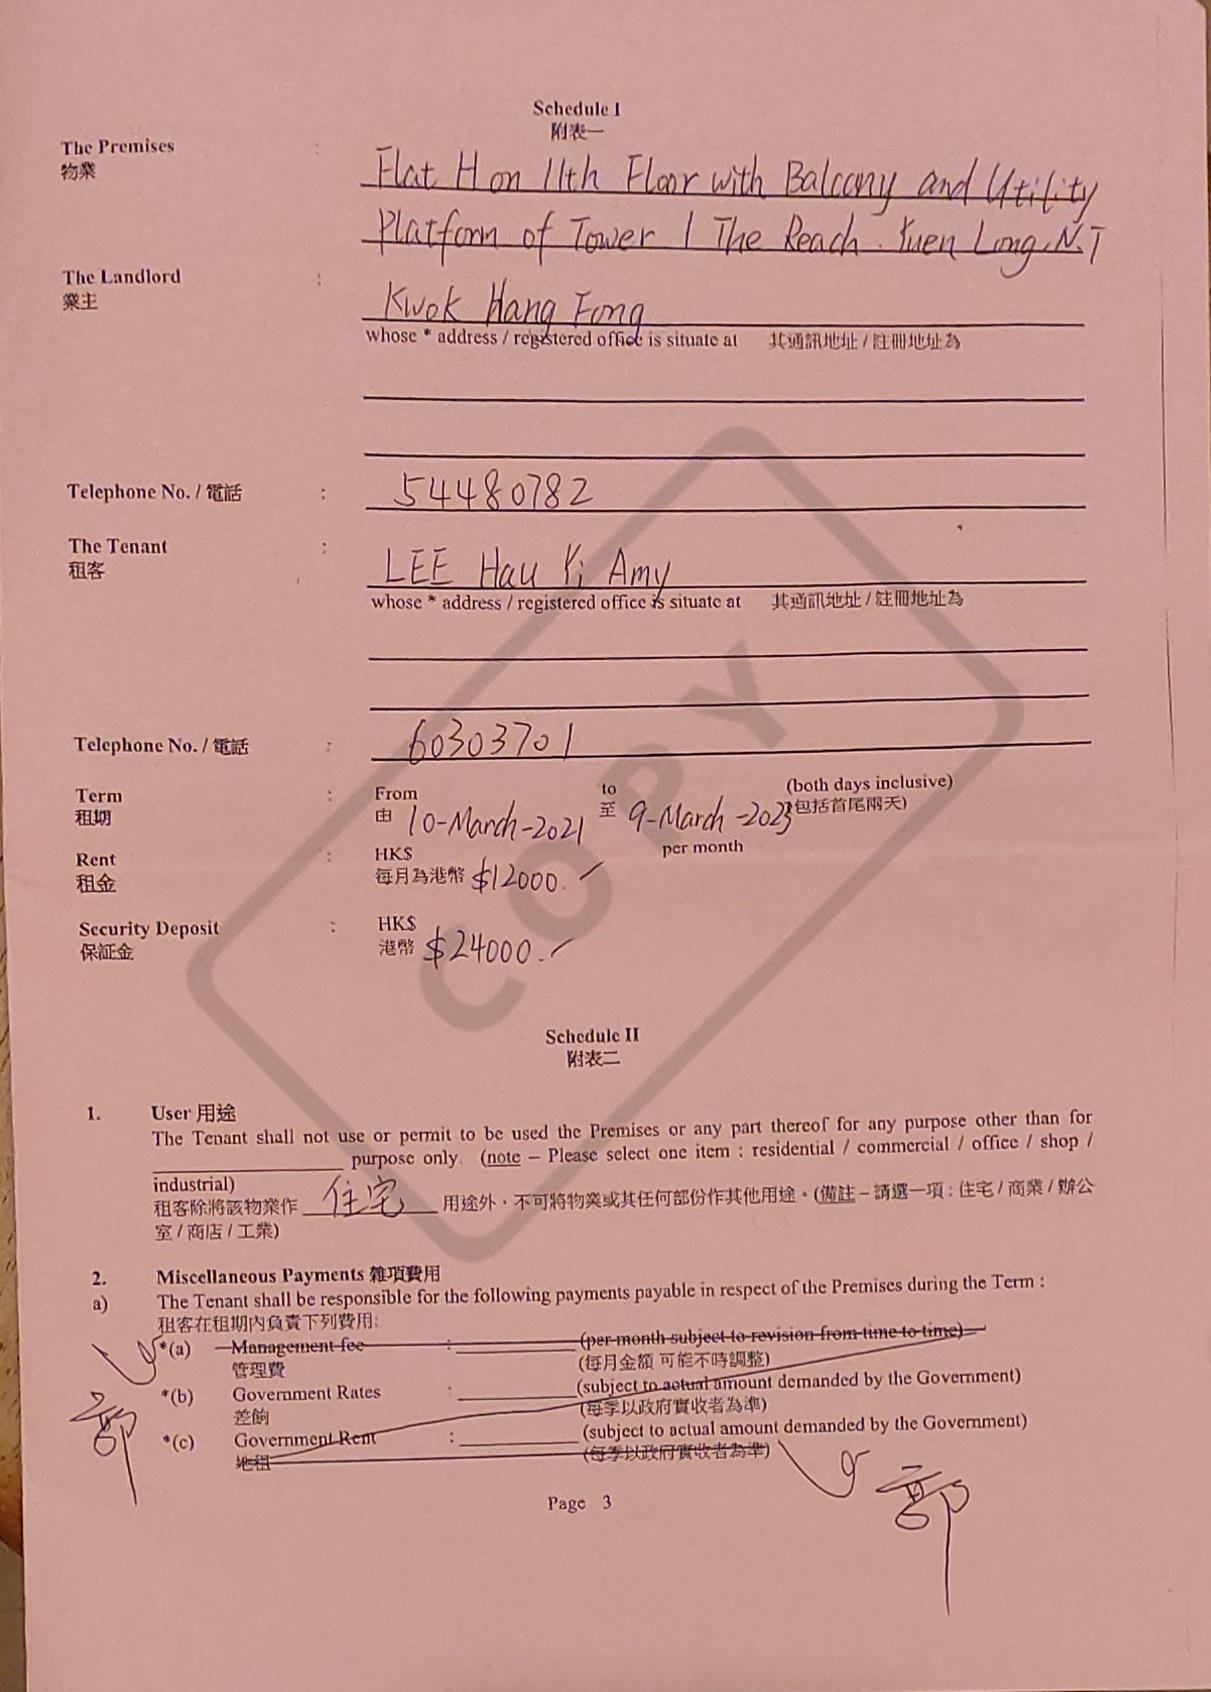 Schedule I
附表一
The Premises : Flat H on 11th Floor with Balcony and Utility
物業
Platform of Tower 1 The Reach. Yuen Long, N.T
The Landlord :
業主
Kwok Hang Fong
whose * address / registered office is situate at 其通訊地址 / 註冊地址為
Telephone No. / 電話 : 54480782
The Tenant :
租客
LEE Hau Yi Amy
whose * address / registered office is situate at 其通訊地址 / 註冊地址為
Telephone No. / 電話 : 60303701
Term : From to (both days inclusive)
租期 由 10-March-2021 至 9-March-2023 (包括首尾兩天)
Rent : HK$ per month
租金 每月為港幣 $12000.
Security Deposit : HK$
保証金 港幣 $24000.
COPY
Schedule II
附表二
1. User 用途
The Tenant shall not use or permit to be used the Premises or any part thereof for any purpose other than for
purpose only. (note – Please select one item : residential / commercial / office / shop /
industrial)
租客除將該物業作 住宅 用途外，不可將物業或其任何部份作其他用途。(備註 – 請選一項 : 住宅 / 商業 / 辦公
室 / 商店 / 工業)
2. Miscellaneous Payments 雜項費用
a) The Tenant shall be responsible for the following payments payable in respect of the Premises during the Term :
租客在租期內負責下列費用:
*(a) Management fee : (per month subject to revision from time to time)
管理費 (每月金額 可能不時調整)
*(b) Government Rates : (subject to actual amount demanded by the Government)
差餉 (每季以政府實收者為準)
*(c) Government Rent : (subject to actual amount demanded by the Government)
地租 (每季以政府實收者為準)
郭
郭
Page 3